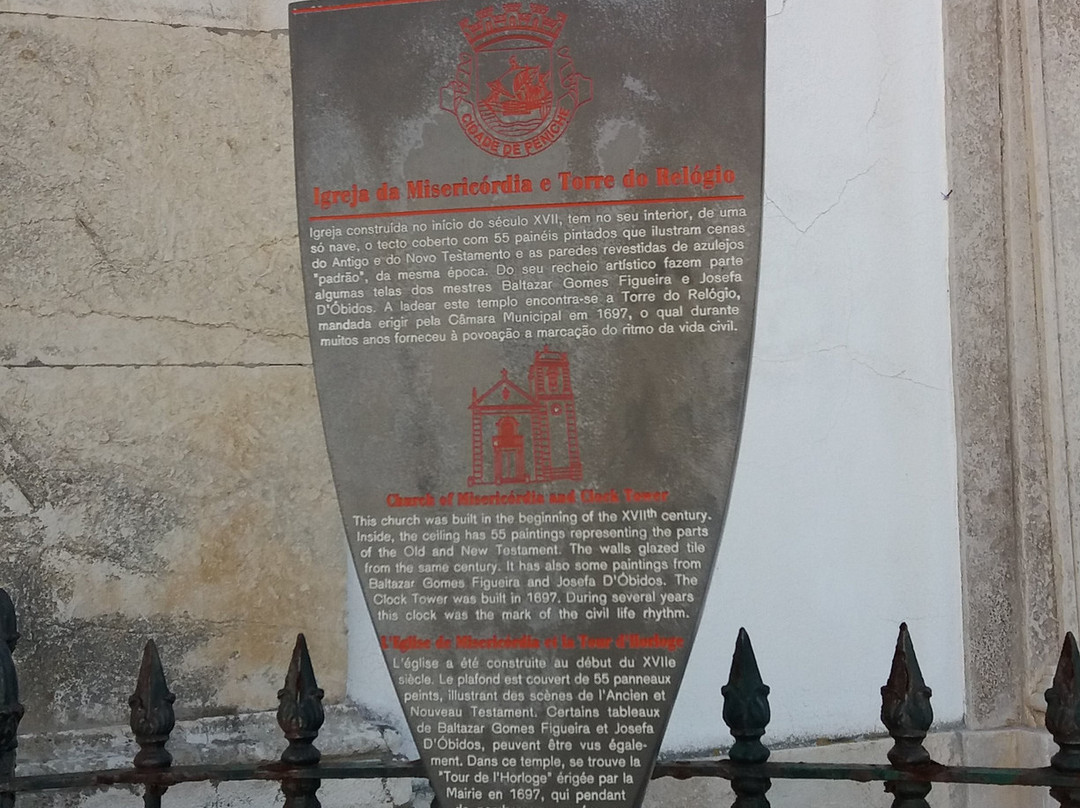 CIDADE DE PENICHE
Igreja da Misericórdia e Torre do Relógio
Igreja construída no início do século XVII, tem no seu interior, de uma
só nave, o tecto coberto com 55 painéis pintados que ilustram cenas
do Antigo e do Novo Testamento e as paredes revestidas de azulejos
"padrão", da mesma época. Do seu recheio artístico fazem parte
algumas telas dos mestres Baltazar Gomes Figueira e Josefa
D'Óbidos. A ladear este templo encontra-se a Torre do Relógio,
mandada erigir pela Câmara Municipal em 1697, o qual durante
muitos anos forneceu à povoação a marcação do ritmo da vida civil.
Church of Misericórdia and Clock Tower
This church was built in the beginning of the XVIIth century.
Inside, the ceiling has 55 paintings representing the parts
of the Old and New Testament. The walls glazed tile
from the same century. It has also some paintings from
Baltazar Gomes Figueira and Josefa D'Óbidos. The
Clock Tower was built in 1697. During several years
this clock was the mark of the civil life rhythm.
L'Eglise de Misericórdia et la Tour d'Horloge
L'église a été construite au début du XVIIe
siècle. Le plafond est couvert de 55 panneaux
peints, illustrant des scènes de l'Ancien et
Nouveau Testament. Certains tableaux
de Baltazar Gomes Figueira et Josefa
D'Óbidos, peuvent être vus égale-
ment. Dans ce temple, se trouve la
"Tour de l'Horloge" érigée par la
Mairie en 1697, qui pendant